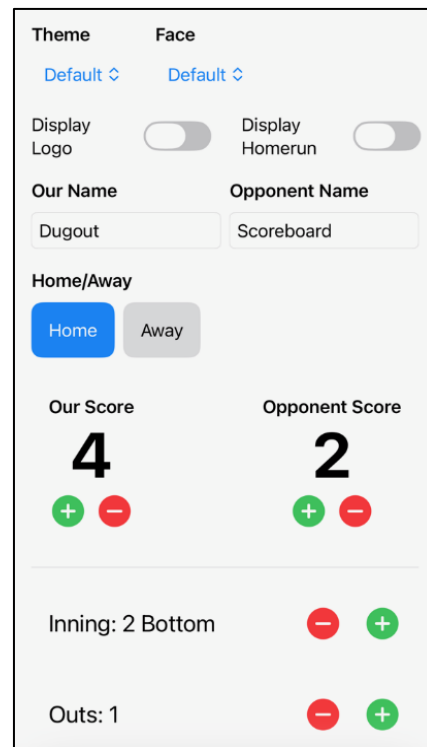 Theme Face
Default Default
Display Logo Display Homerun
Our Name Opponent Name
Dugout Scoreboard
Home/Away
Home Away
Our Score Opponent Score
4 2
Inning: 2 Bottom
Outs: 1